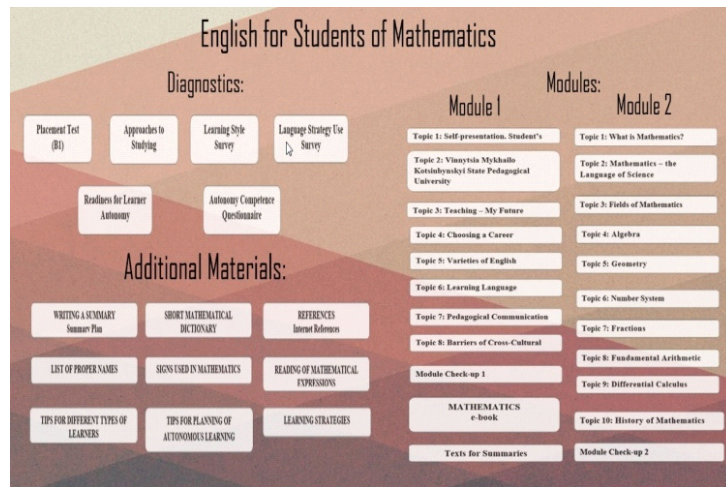 English for Students of Mathematics
Diagnostics:
Placement Test
(B1)
Approaches to
Studying
Learning Style
Survey
Language Strategy Use
Survey
Readiness for Learner
Autonomy
Autonomy Competence
Questionnaire
Additional Materials:
WRITING A SUMMARY
Summary Plan
SHORT MATHEMATICAL
DICTIONARY
REFERENCES
Internet References
LIST OF PROPER NAMES
SIGNS USED IN MATHEMATICS
READING OF MATHEMATICAL
EXPRESSIONS
TIPS FOR DIFFERENT TYPES OF
LEARNERS
TIPS FOR PLANNING OF
AUTONOMOUS LEARNING
LEARNING STRATEGIES
Modules:
Module 1
Topic 1: Self-presentation. Student's
Topic 2: Vinnytsia Mykhailo
Kotsiubynskyi State Pedagogical
University
Topic 3: Teaching – My Future
Topic 4: Choosing a Career
Topic 5: Varieties of English
Topic 6: Learning Language
Topic 7: Pedagogical Communication
Topic 8: Barriers of Cross-Cultural
Module Check-up 1
MATHEMATICS
e-book
Texts for Summaries
Module 2
Topic 1: What is Mathematics?
Topic 2: Mathematics – the
Language of Science
Topic 3: Fields of Mathematics
Topic 4: Algebra
Topic 5: Geometry
Topic 6: Number System
Topic 7: Fractions
Topic 8: Fundamental Arithmetic
Topic 9: Differential Calculus
Topic 10: History of Mathematics
Module Check-up 2